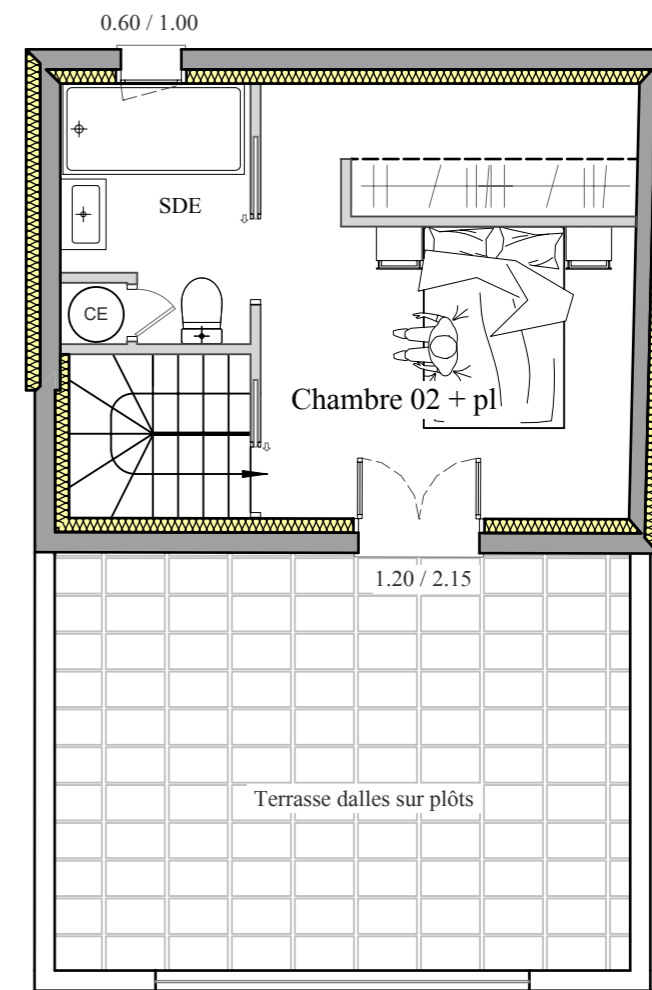 0.60 / 1.00
SDE
CE
Chambre 02 + pl
1.20 / 2.15
Terrasse dalles sur plôts